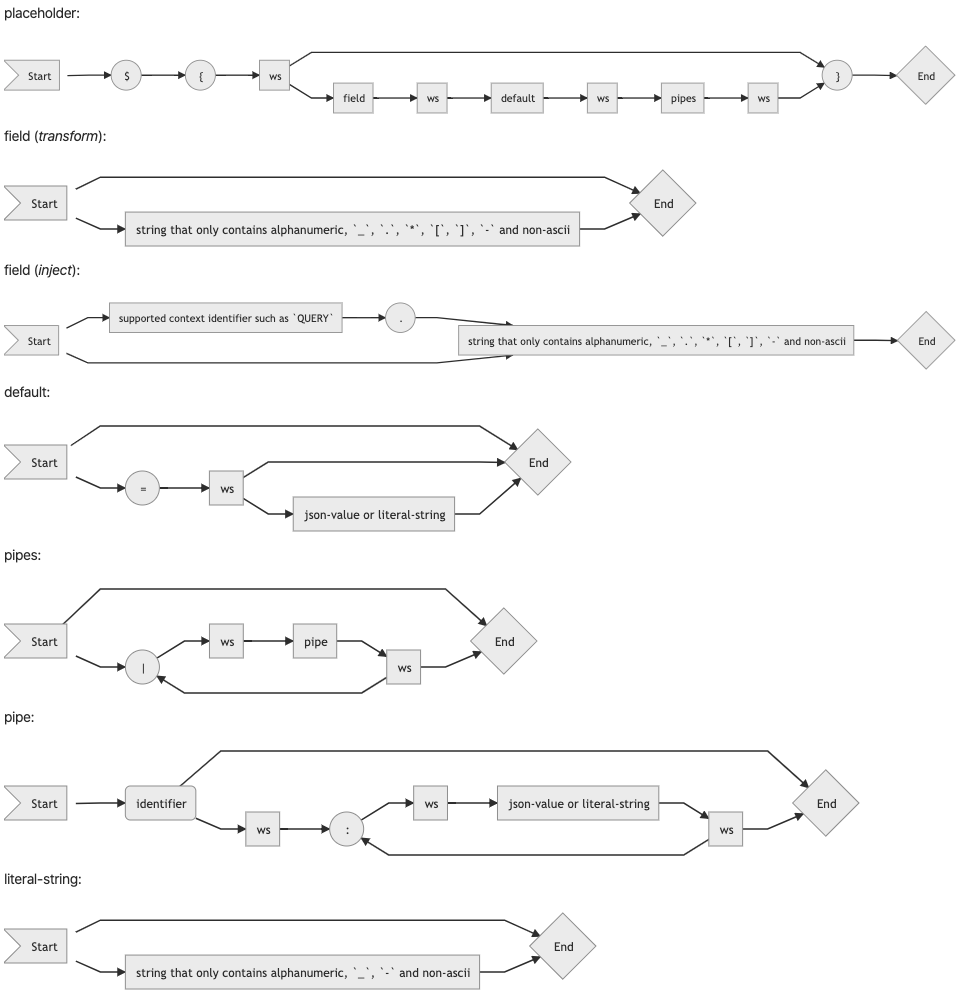 placeholder:
Start $ { ws } End
field ws default ws pipes ws
field (transform):
Start End
string that only contains alphanumeric, `_`, `.`, `*`, `[`, `]`, `-` and non-ascii
field (inject):
supported context identifier such as `QUERY` .
Start string that only contains alphanumeric, `_`, `.`, `*`, `[`, `]`, `-` and non-ascii End
default:
Start End
= ws
json-value or literal-string
pipes:
Start ws pipe End
| ws
pipe:
Start identifier ws json-value or literal-string End
ws : ws
literal-string:
Start End
string that only contains alphanumeric, `_`, `-` and non-ascii